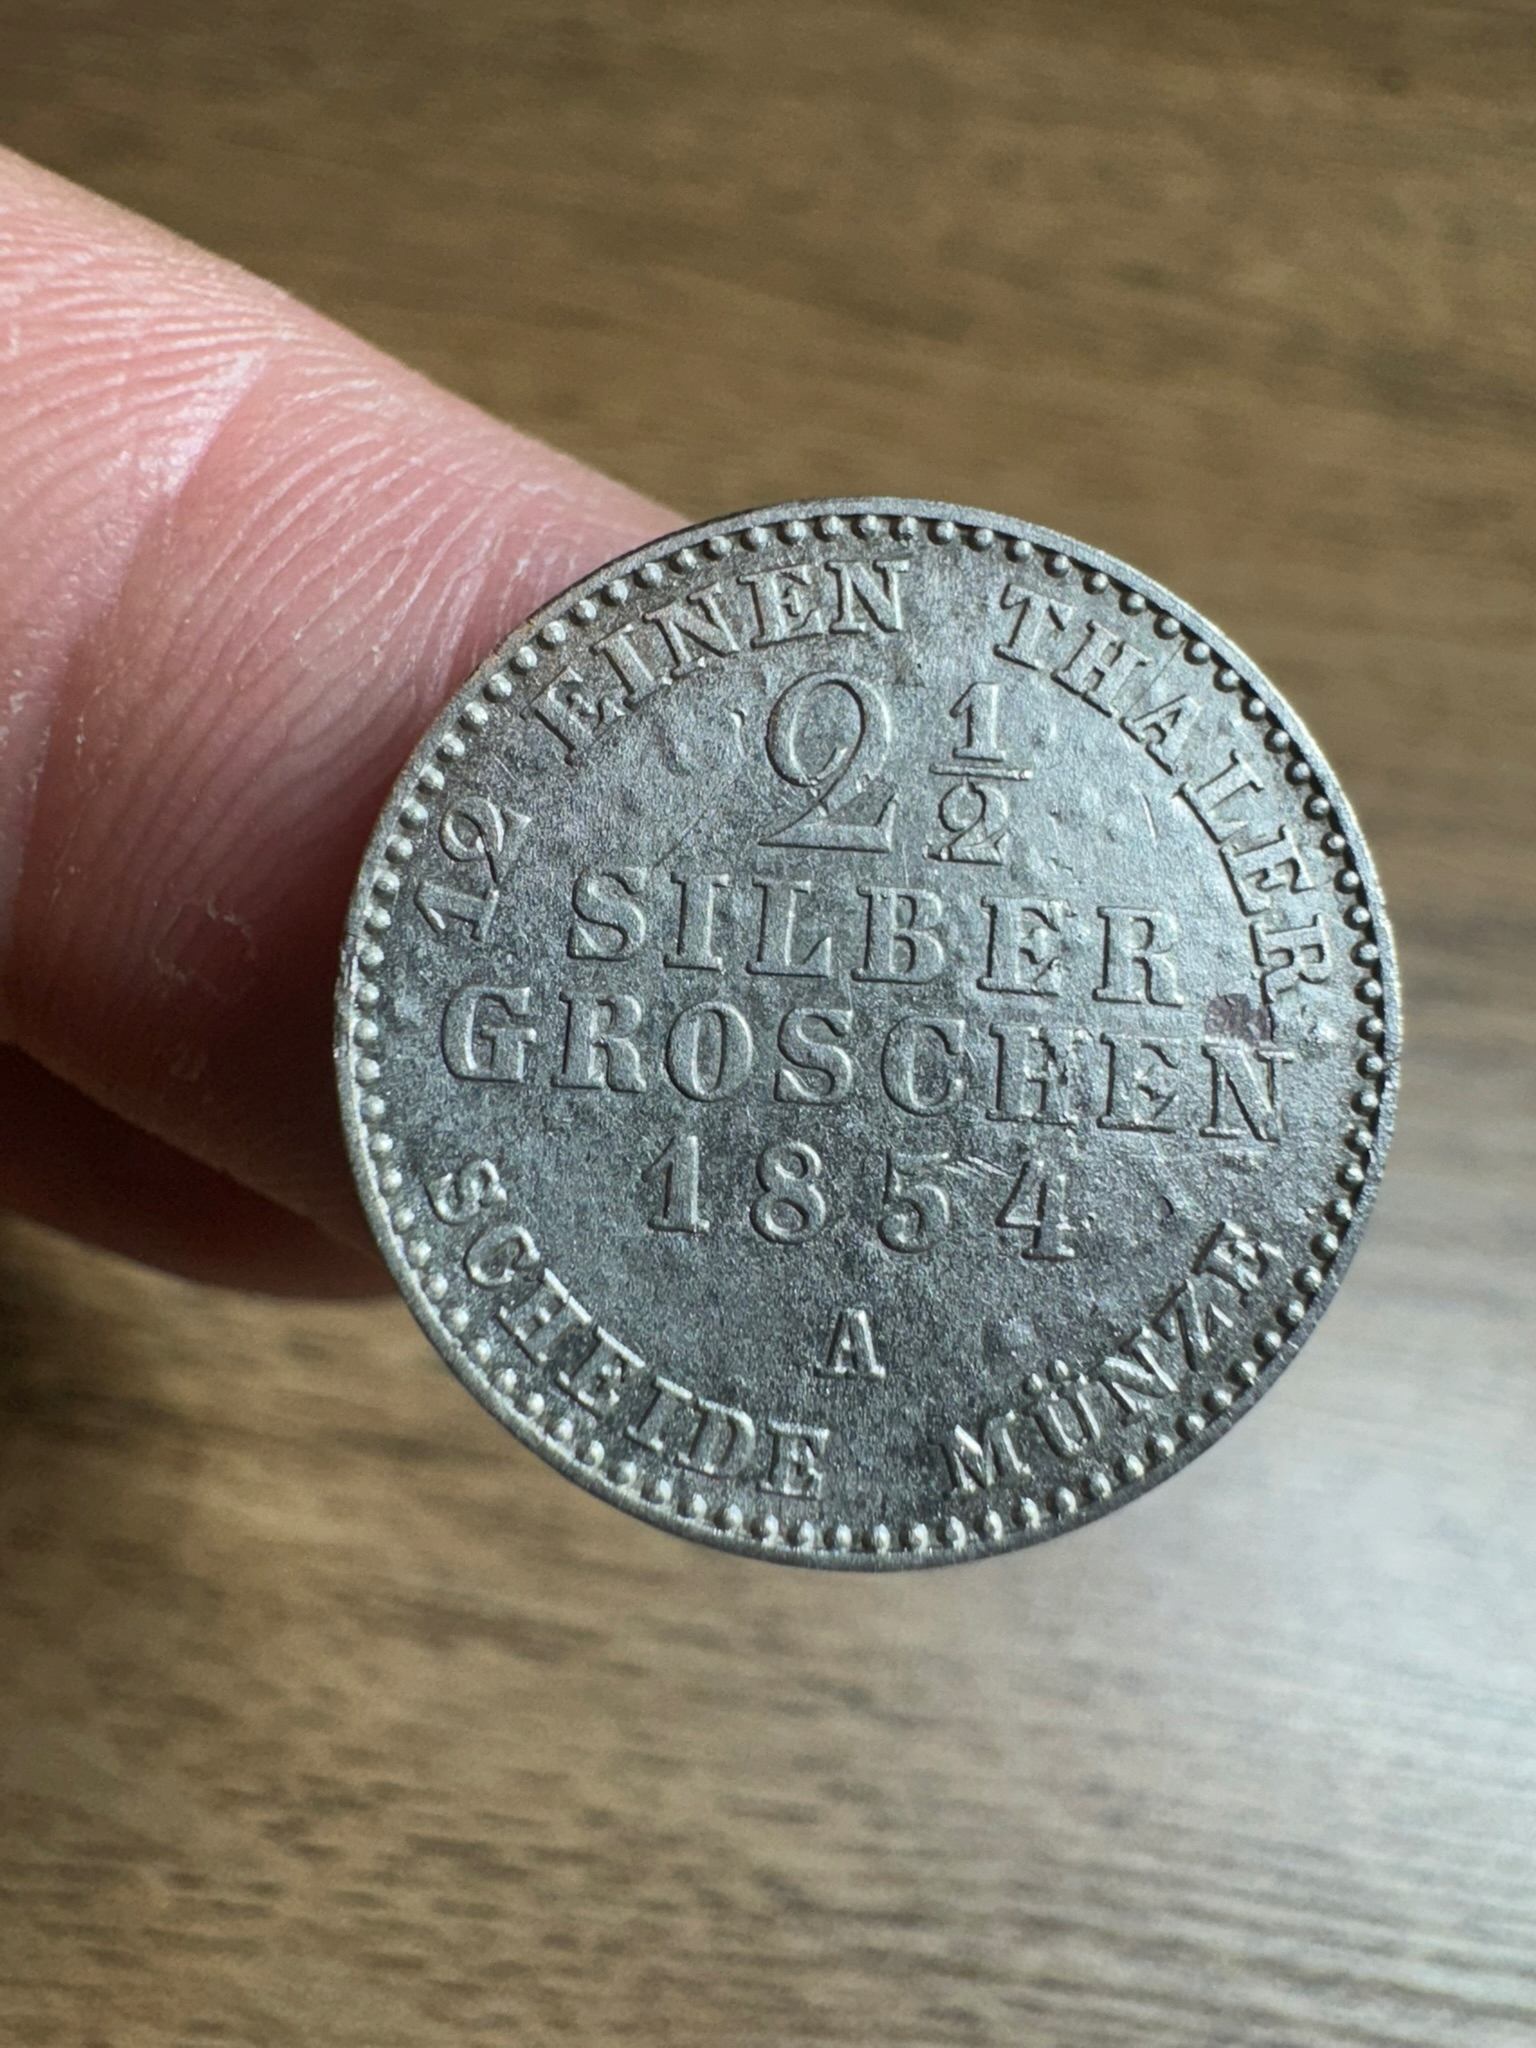 12 EINEN THALER
2 1/2
SILBER
GROSCHEN
1854
A
SCHEIDE MÜNZE